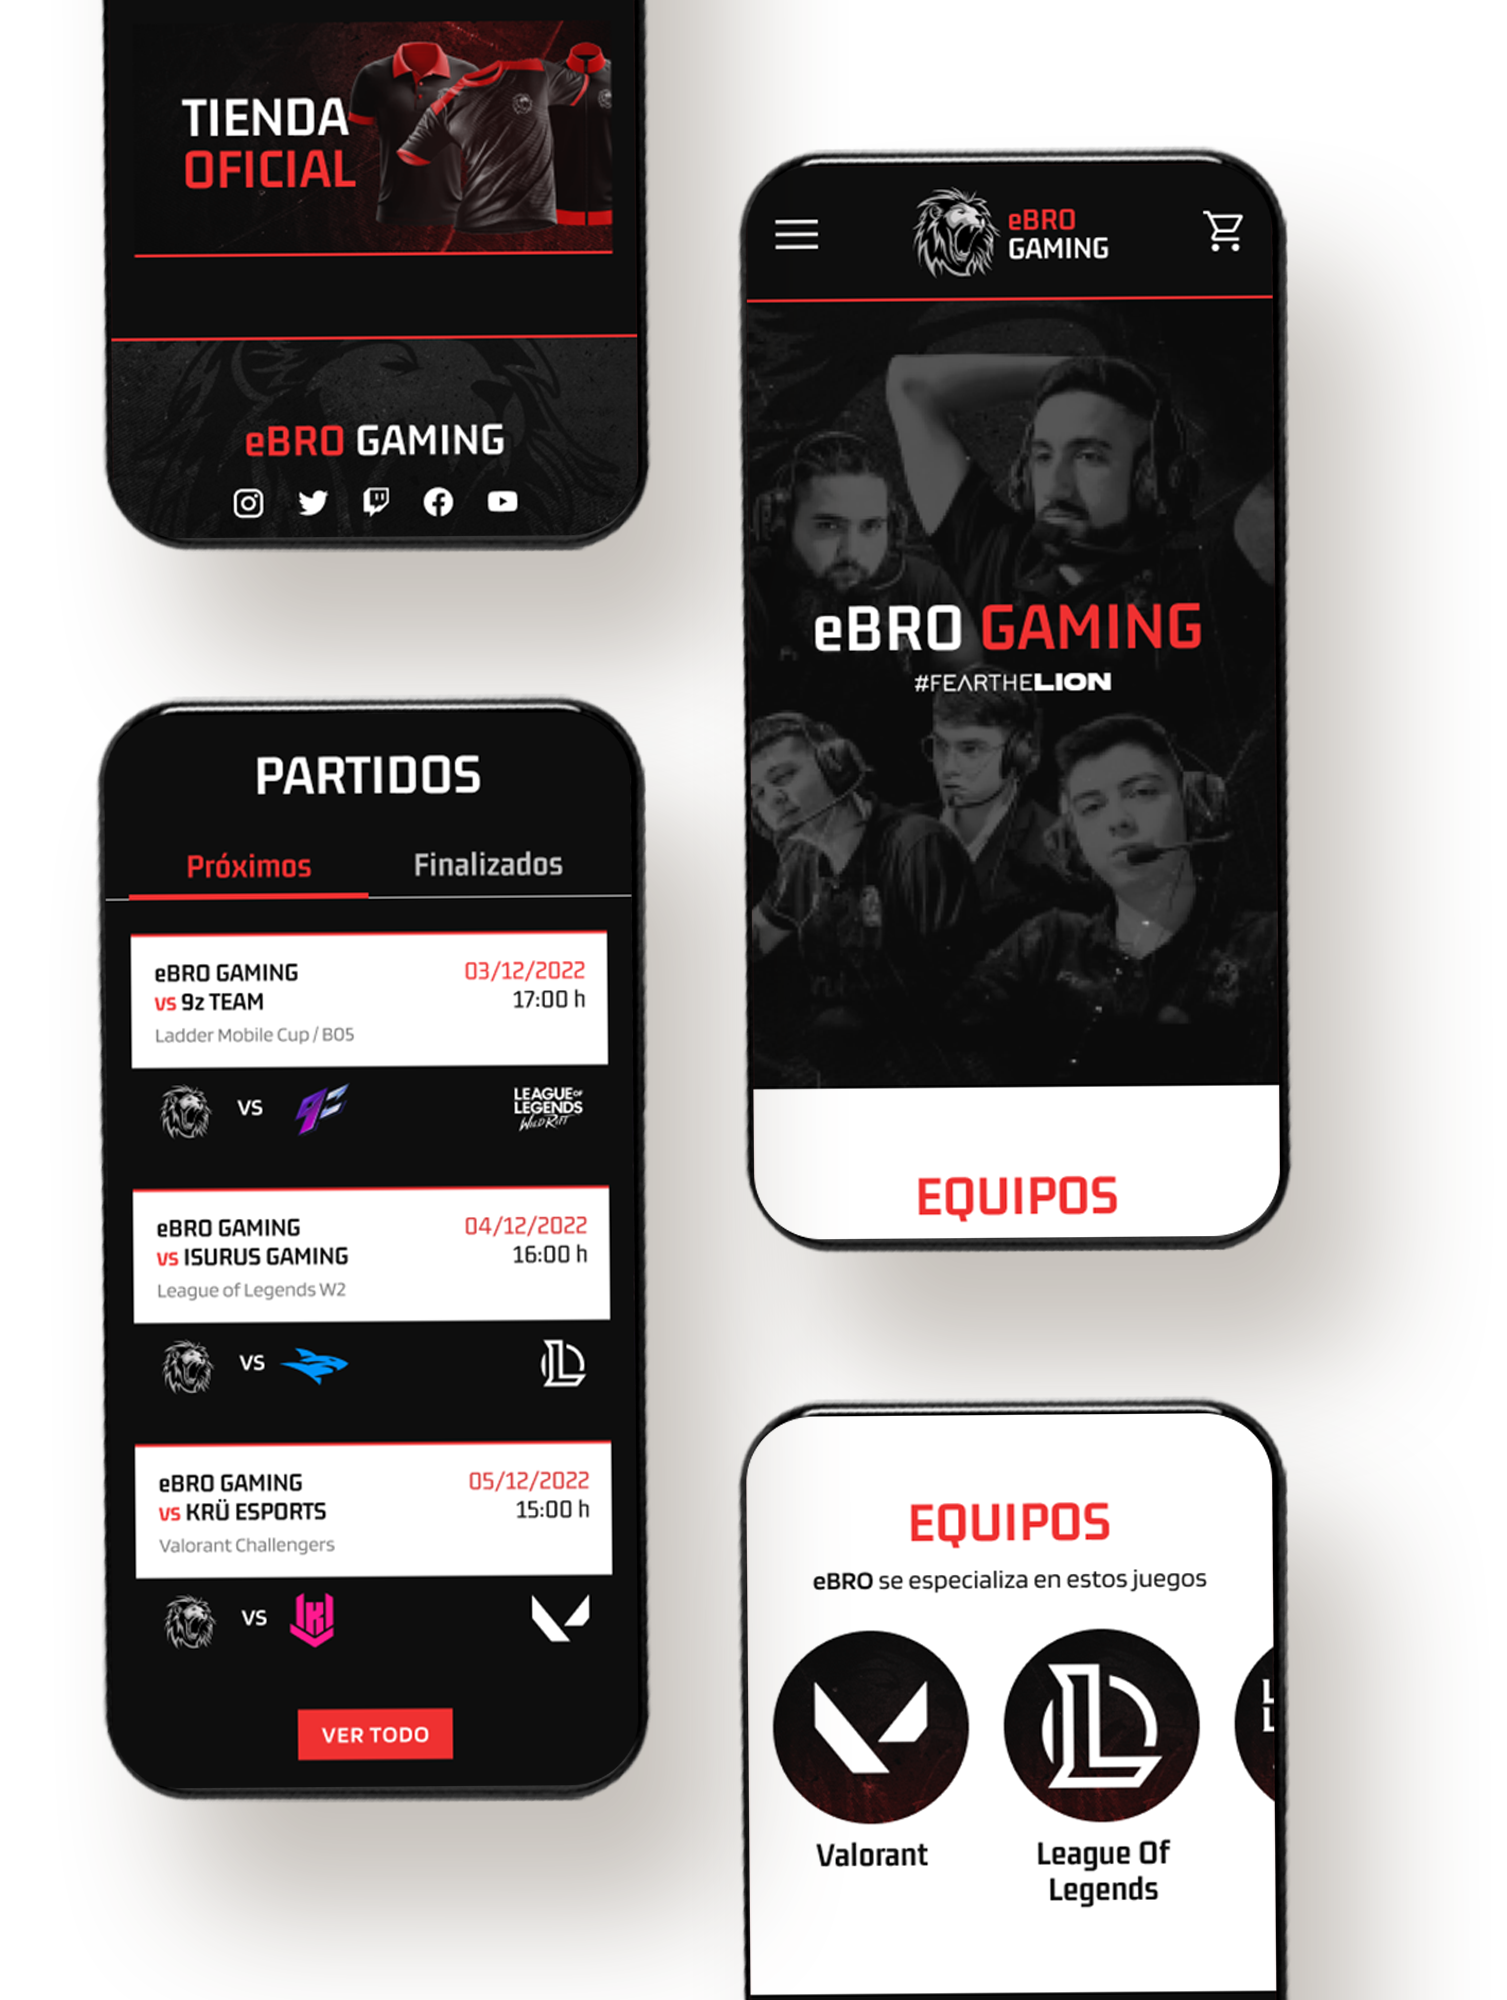 TIENDA
OFICIAL
eBRO GAMING
PARTIDOS
Próximos
Finalizados
eBRO GAMING
vs 9z TEAM
03/12/2022
17:00 h
Ladder Mobile Cup / BO5
VS
LEAGUE OF
LEGENDS
WILD RIFT
eBRO GAMING
vs ISURUS GAMING
04/12/2022
16:00 h
League of Legends W2
VS
eBRO GAMING
vs KRÜ ESPORTS
05/12/2022
15:00 h
Valorant Challengers
VS
VER TODO
eBRO
GAMING
eBRO GAMING
#FEARTHELION
EQUIPOS
EQUIPOS
eBRO se especializa en estos juegos
Valorant
League Of
Legends